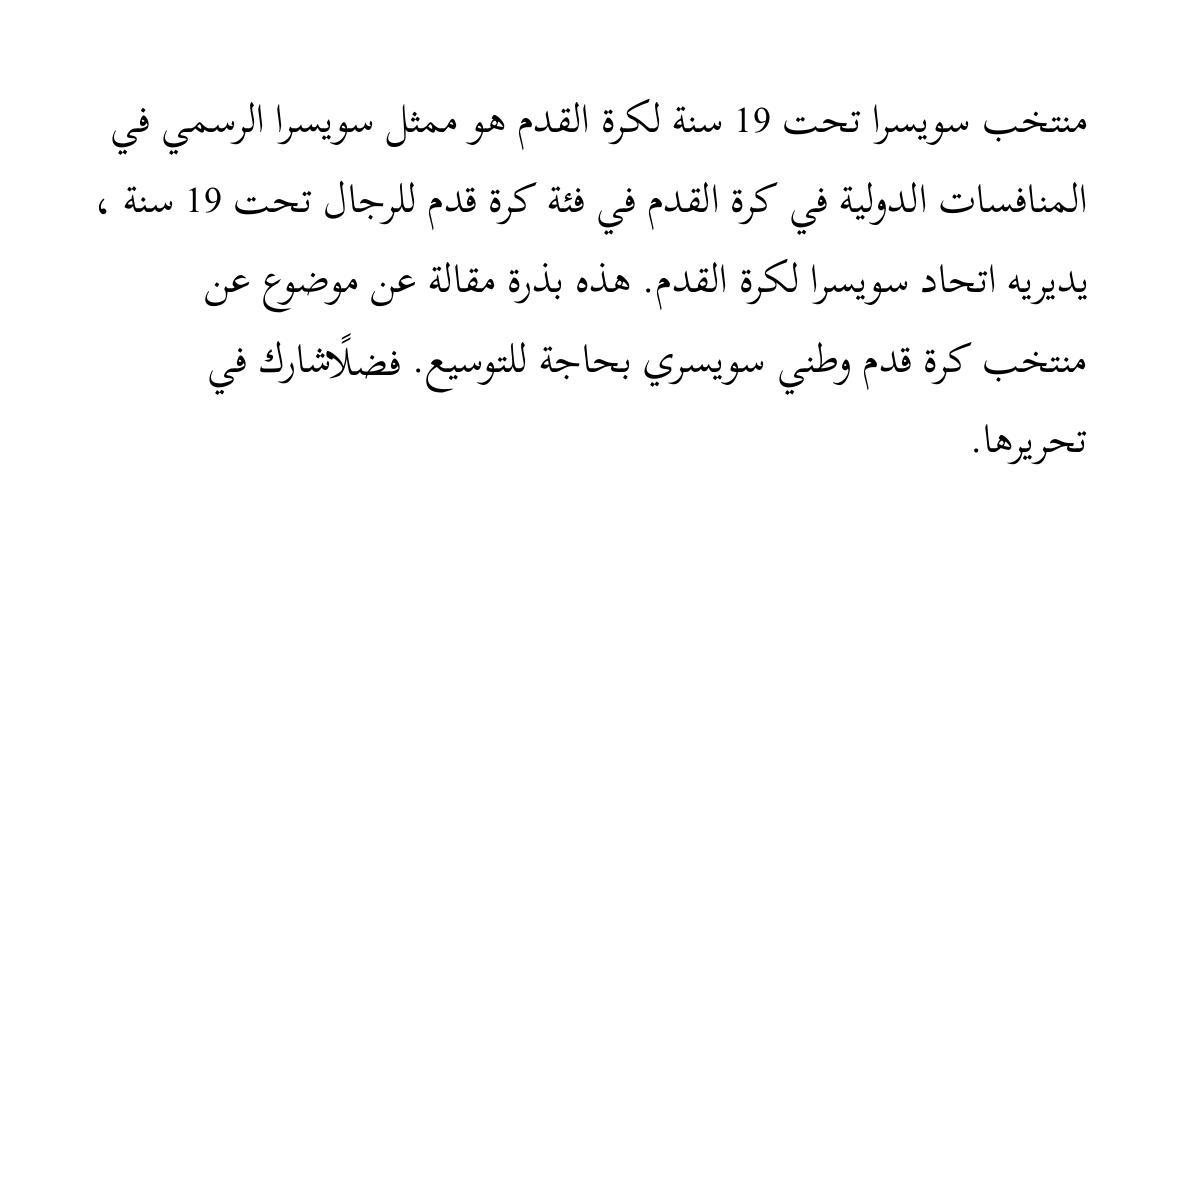 منتخب سويسرا تحت 19 سنة لكرة القدم هو ممثل سويسرا الرسمي في
المنافسات الدولية في كرة القدم في فئة كرة قدم للرجال تحت 19 سنة ،
يديريه اتحاد سويسرا لكرة القدم. هذه بذرة مقالة عن موضوع عن
منتخب كرة قدم وطني سويسري بحاجة للتوسيع. فضلًاشارك في
تحريرها.